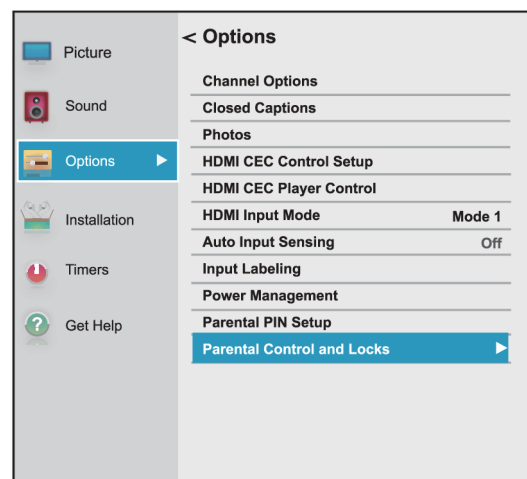 Picture
Sound
Options
Installation
Timers
Get Help
< Options
Channel Options
Closed Captions
Photos
HDMI CEC Control Setup
HDMI CEC Player Control
HDMI Input Mode Mode 1
Auto Input Sensing Off
Input Labeling
Power Management
Parental PIN Setup
Parental Control and Locks